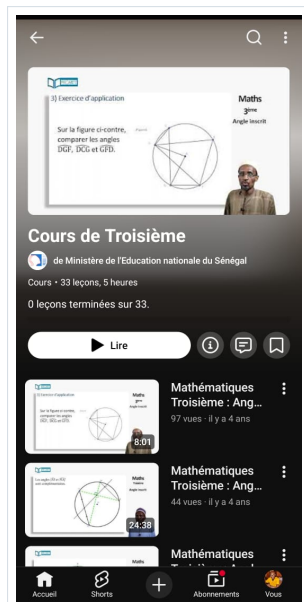 3) Exercice d'application
Maths
3ème
Angle inscrit
Sur la figure ci-contre,
comparer les angles
DGF, DCG et GFD.
Cours de Troisième
de Ministère de l'Education nationale du Sénégal
Cours • 33 leçons, 5 heures
0 leçons terminées sur 33.
Lire
Mathématiques
Troisième : Ang...
97 vues · il y a 4 ans
8:01
Mathématiques
Troisième : Ang...
44 vues · il y a 4 ans
24:38
Mathématiques
Accueil
Shorts
Abonnements
Vous